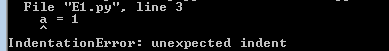 File "E1.py", line 3
a = 1
^
IndentationError: unexpected indent